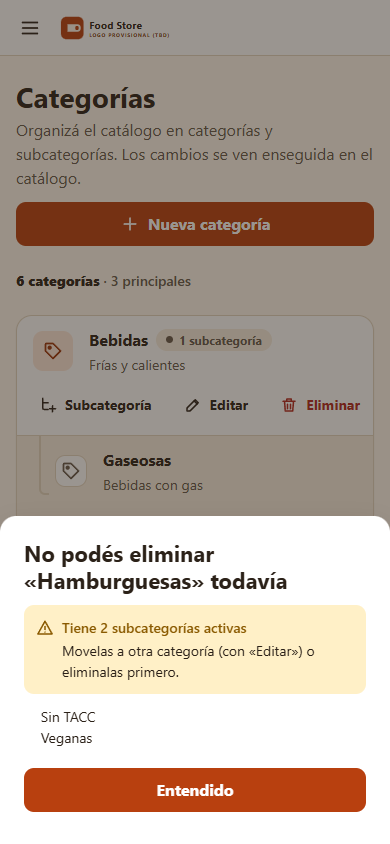 Food Store
LOGO PROVISIONAL (TBD)
Categorías
Organizá el catálogo en categorías y
subcategorías. Los cambios se ven enseguida en el
catálogo.
Nueva categoría
6 categorías · 3 principales
Bebidas
1 subcategoría
Frías y calientes
Subcategoría
Editar
Eliminar
Gaseosas
Bebidas con gas
No podés eliminar
«Hamburguesas» todavía
Tiene 2 subcategorías activas
Movelas a otra categoría (con «Editar») o
eliminalas primero.
Sin TACC
Veganas
Entendido